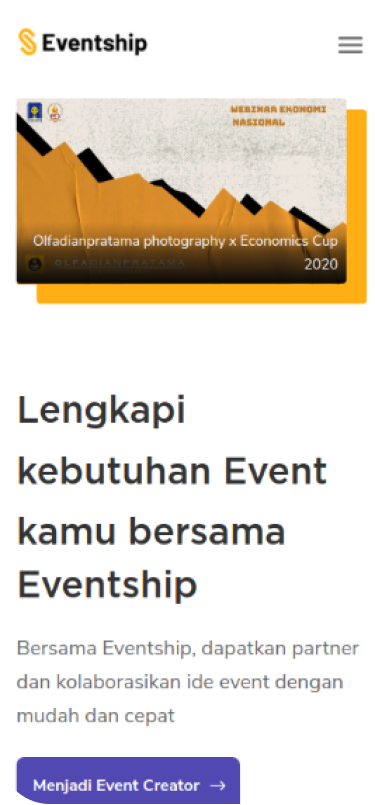 Eventship
WEBINAR EKONOMI
NASIONAL
Olfadianpratama photography x Economics Cup
OLFADIANPRATAMA
2020
Lengkapi
kebutuhan Event
kamu bersama
Eventship
Bersama Eventship, dapatkan partner
dan kolaborasikan ide event dengan
mudah dan cepat
Menjadi Event Creator →